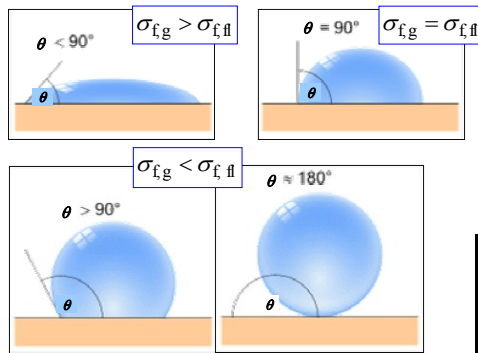 σf,g > σf,fl
θ < 90°
θ
σf,g = σf,fl
θ = 90°
θ
σf,g < σf,fl
θ > 90°
θ
θ ≈ 180°
θ